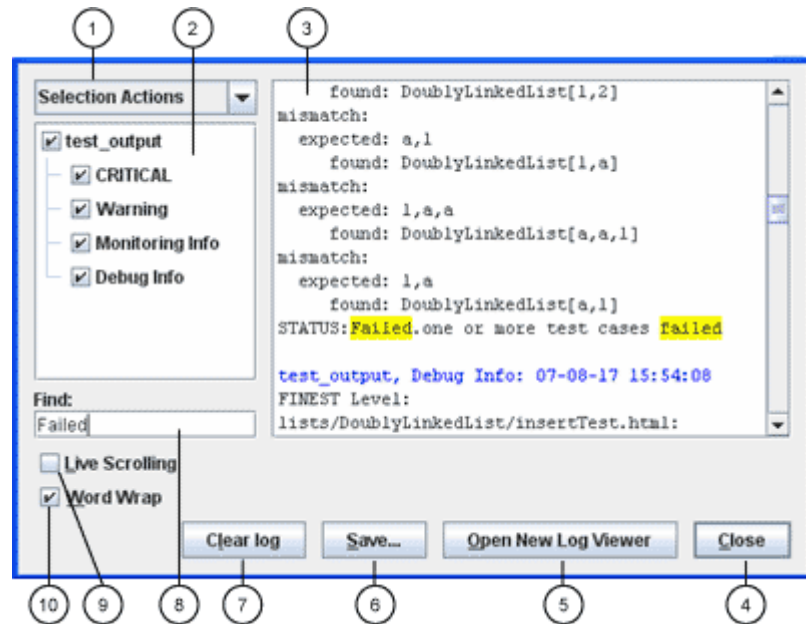 1
2
3
Selection Actions
test_output
CRITICAL
Warning
Monitoring Info
Debug Info
found: DoublyLinkedList[1,2]
mismatch:
expected: a,1
found: DoublyLinkedList[1,a]
mismatch:
expected: 1,a,a
found: DoublyLinkedList[a,a,1]
mismatch:
expected: 1,a
found: DoublyLinkedList[a,1]
STATUS:Failed.one or more test cases failed
test_output, Debug Info: 07-08-17 15:54:08
FINEST Level:
lists/DoublyLinkedList/insertTest.html:
Find:
Failed
Live Scrolling
Word Wrap
Clear log
Save...
Open New Log Viewer
Close
10
9
8
7
6
5
4